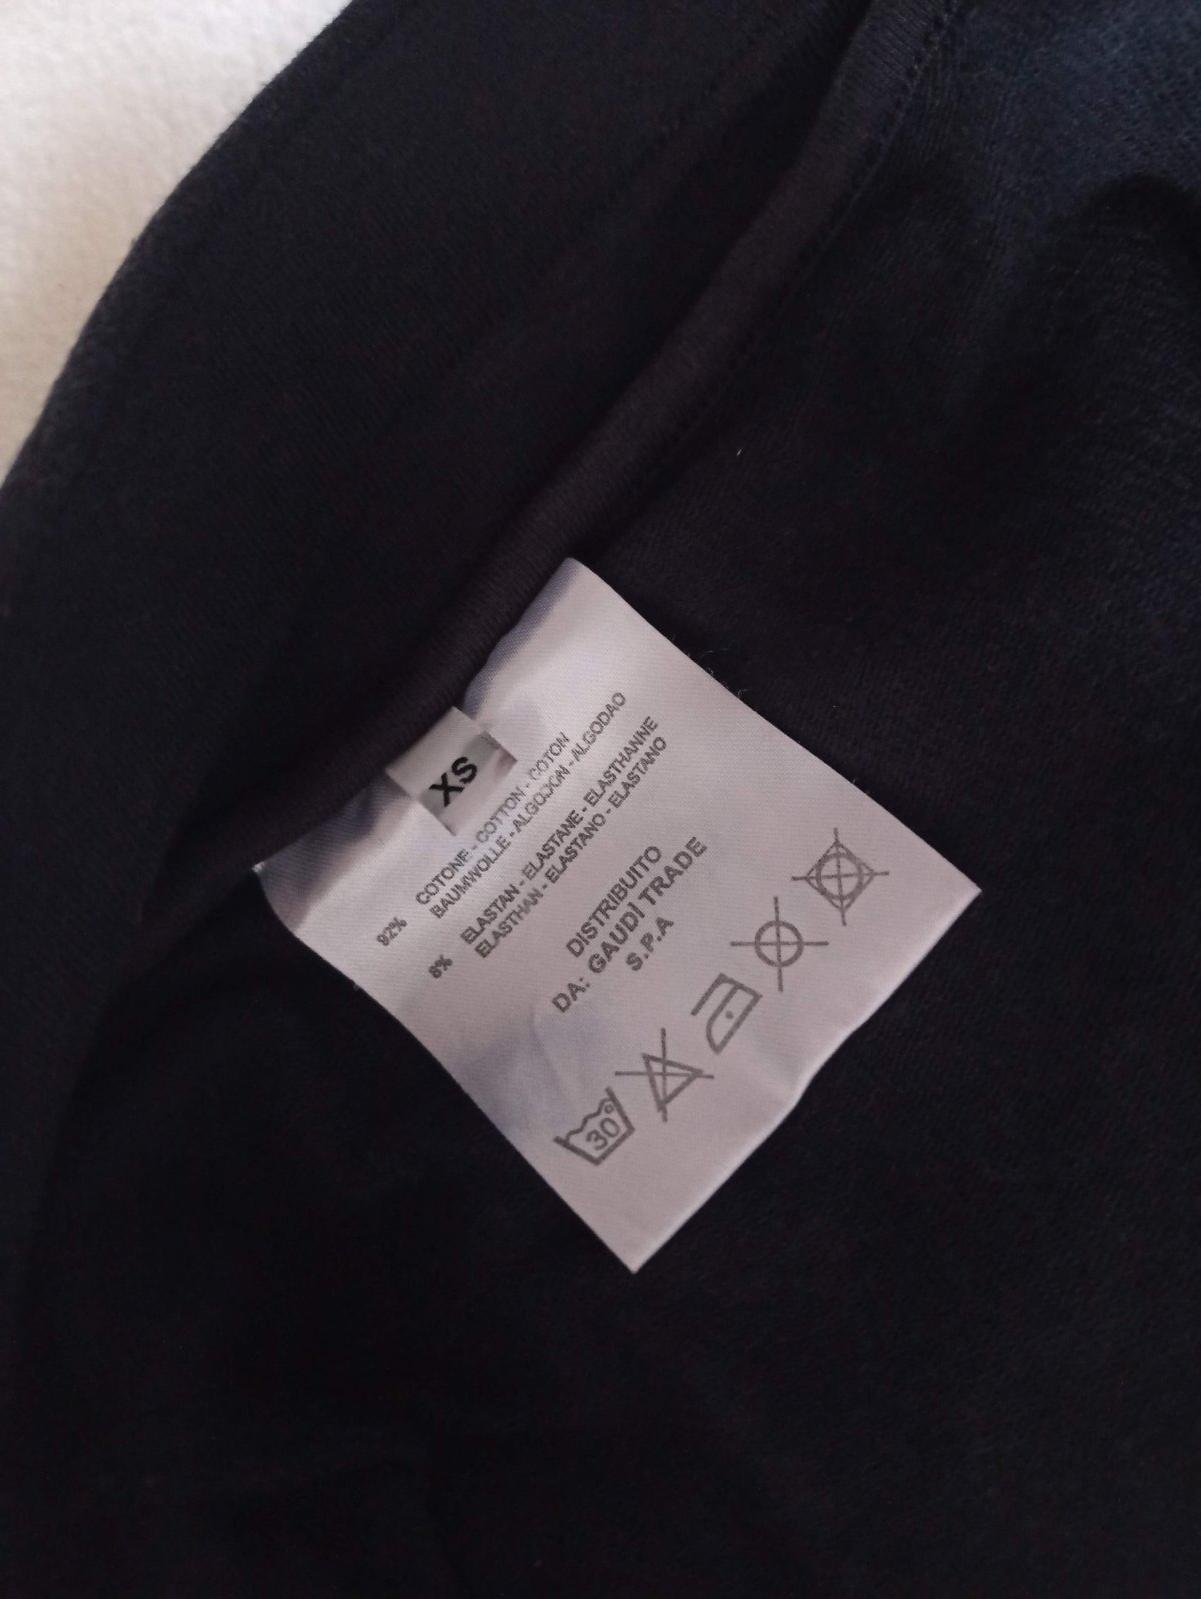 XS
92% COTONE - COTTON - COTON
BAUMWOLLE - ALGODON - ALGODAO
8% ELASTAN - ELASTANE - ELASTHANNE
ELASTHAN - ELASTANO - ELASTANO
DISTRIBUITO
DA: GAUDÌ TRADE
S.P.A
30°